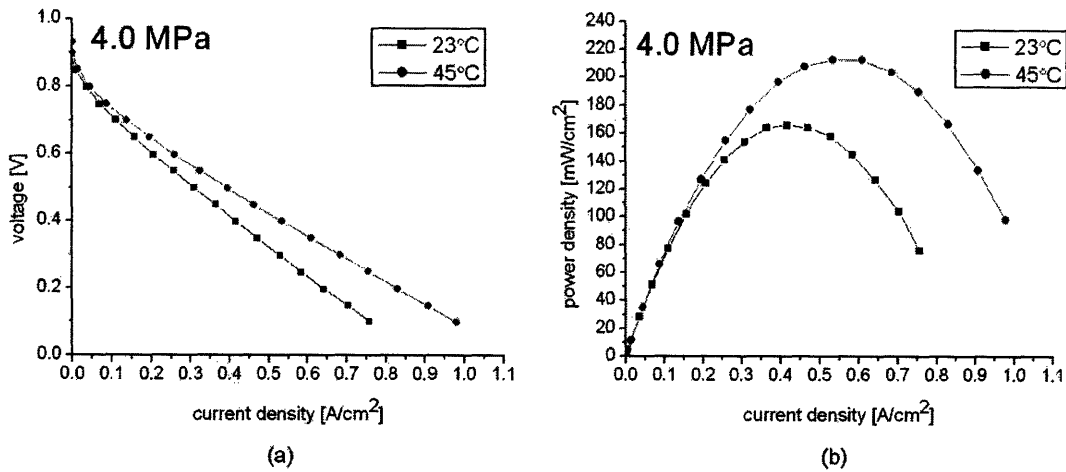 4.0 MPa
23°C
45°C
1.0
0.8
0.6
0.4
0.2
0.0
voltage [V]
0.0 0.1 0.2 0.3 0.4 0.5 0.6 0.7 0.8 0.9 1.0 1.1
current density [A/cm²]
(a)
4.0 MPa
23°C
45°C
240
220
200
180
160
140
120
100
80
60
40
20
0
power density [mW/cm²]
0.0 0.1 0.2 0.3 0.4 0.5 0.6 0.7 0.8 0.9 1.0 1.1
current density [A/cm²]
(b)